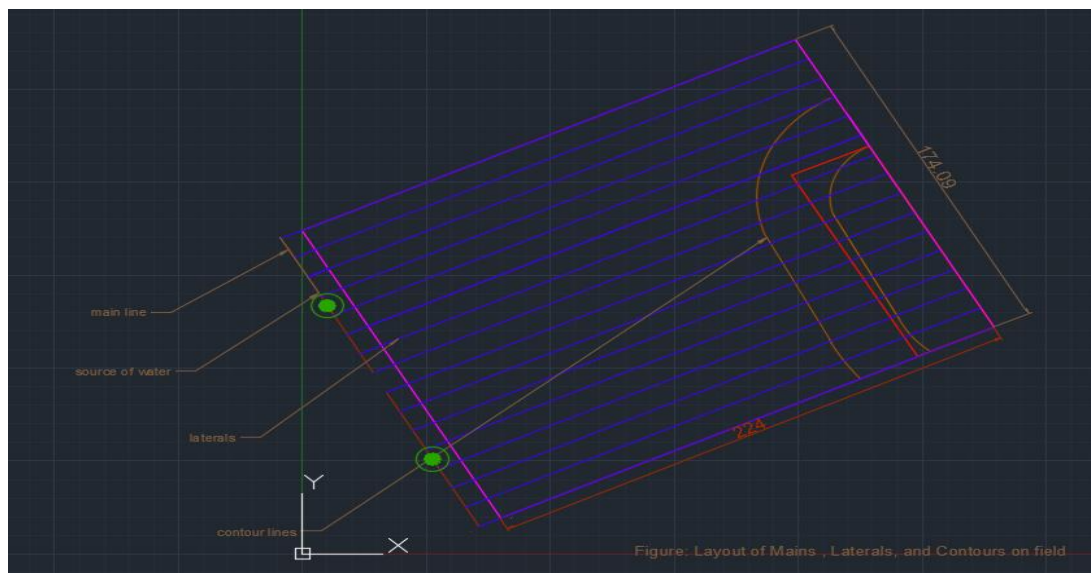 174.09
main line
source of water
laterals
224
contour lines
Y
X
Figure: Layout of Mains , Laterals, and Contours on field